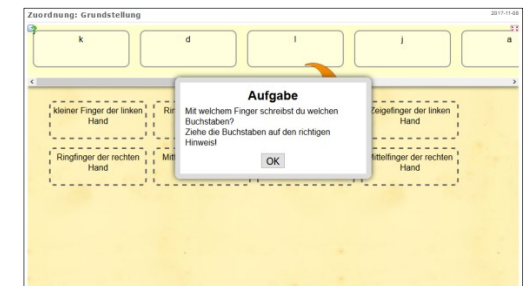 Zuordnung: Grundstellung
2017-11-06
k
d
l
j
a
Aufgabe
Mit welchem Finger schreibst du welchen
Buchstaben?
Ziehe die Buchstaben auf den richtigen
Hinweis!
OK
kleiner Finger der linken
Hand
Zeigefinger der linken
Hand
Ringfinger der rechten
Hand
Mittelfinger der rechten
Hand